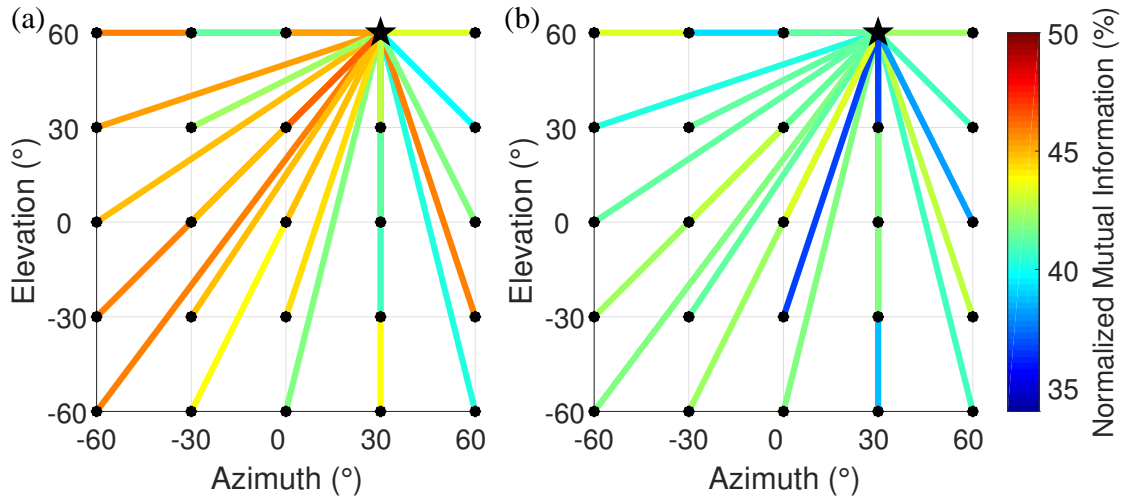 (a)
60
30
0
-30
-60
Elevation (°)
-60 -30 0 30 60
Azimuth (°)
(b)
60
30
0
-30
-60
Elevation (°)
-60 -30 0 30 60
Azimuth (°)
50
45
40
35
Normalized Mutual Information (%)